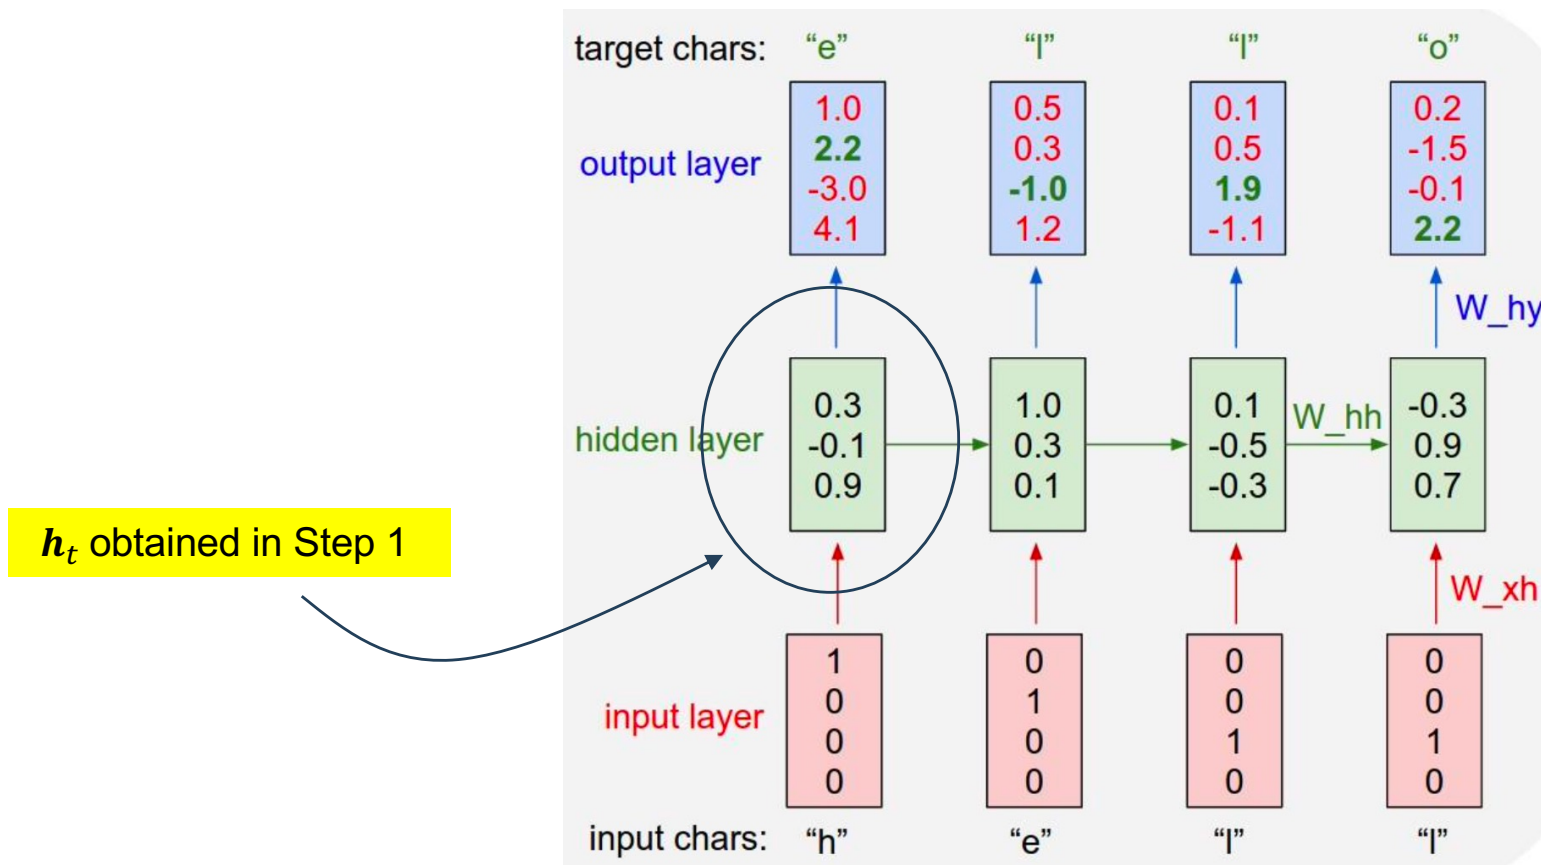 target chars: “e” “l” “l” “o”
1.0 0.5 0.1 0.2
2.2 0.3 0.5 -1.5
output layer
-3.0 -1.0 1.9 -0.1
4.1 1.2 -1.1 2.2
W_hy
0.3 1.0 0.1 -0.3
W_hh
hidden layer -0.1 0.3 -0.5 0.9
0.9 0.1 -0.3 0.7
h_t obtained in Step 1
W_xh
1 0 0 0
0 1 0 0
input layer
0 0 1 1
0 0 0 0
input chars: “h” “e” “l” “l”